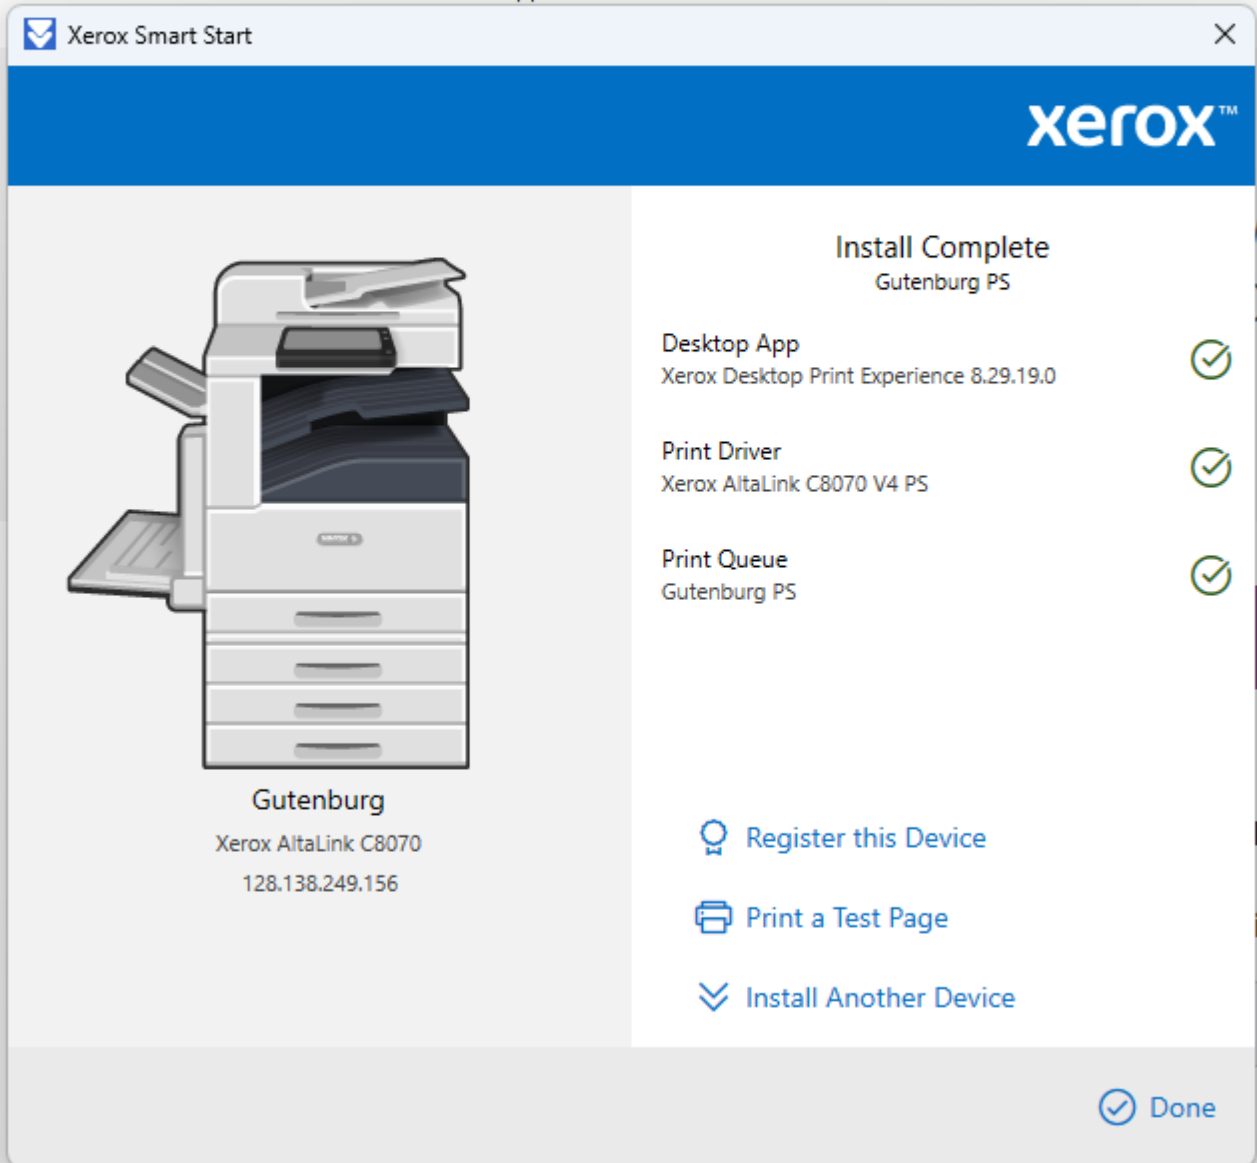 Xerox Smart Start
xerox™
Install Complete
Gutenburg PS
Desktop App
Xerox Desktop Print Experience 8.29.19.0
Print Driver
Xerox AltaLink C8070 V4 PS
Print Queue
Gutenburg PS
Gutenburg
Xerox AltaLink C8070
128.138.249.156
Register this Device
Print a Test Page
Install Another Device
Done